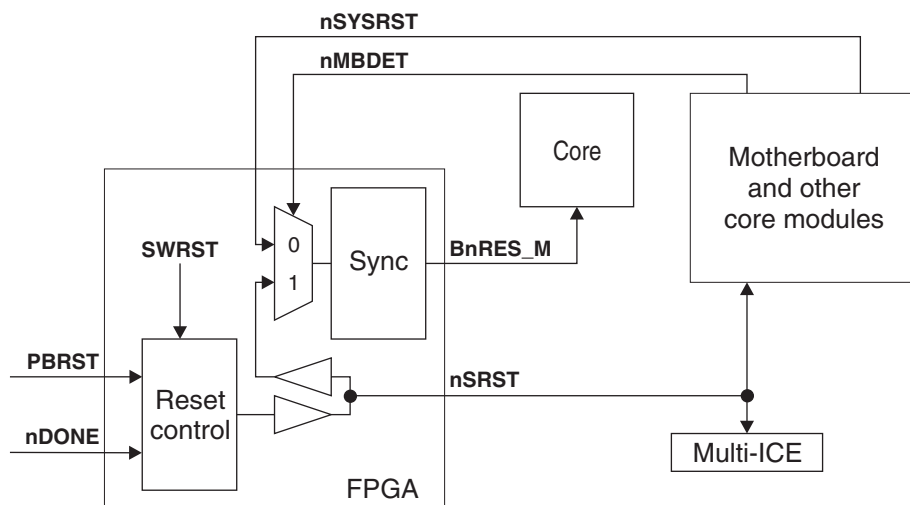 nSYSRST
nMBDET
Core
Motherboard
and other
core modules
0
1
Sync
SWRST
BnRES_M
PBRST
nDONE
Reset
control
nSRST
Multi-ICE
FPGA